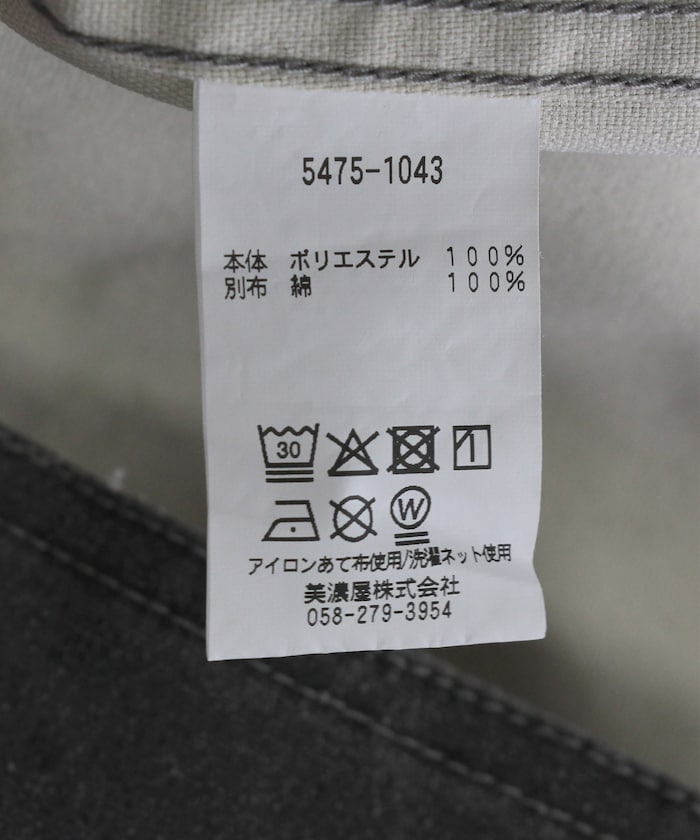 5475-1043
本体 ポリエステル 100%
別布 綿 100%
30
W
アイロンあて布使用/洗濯ネット使用
美濃屋株式会社
058-279-3954